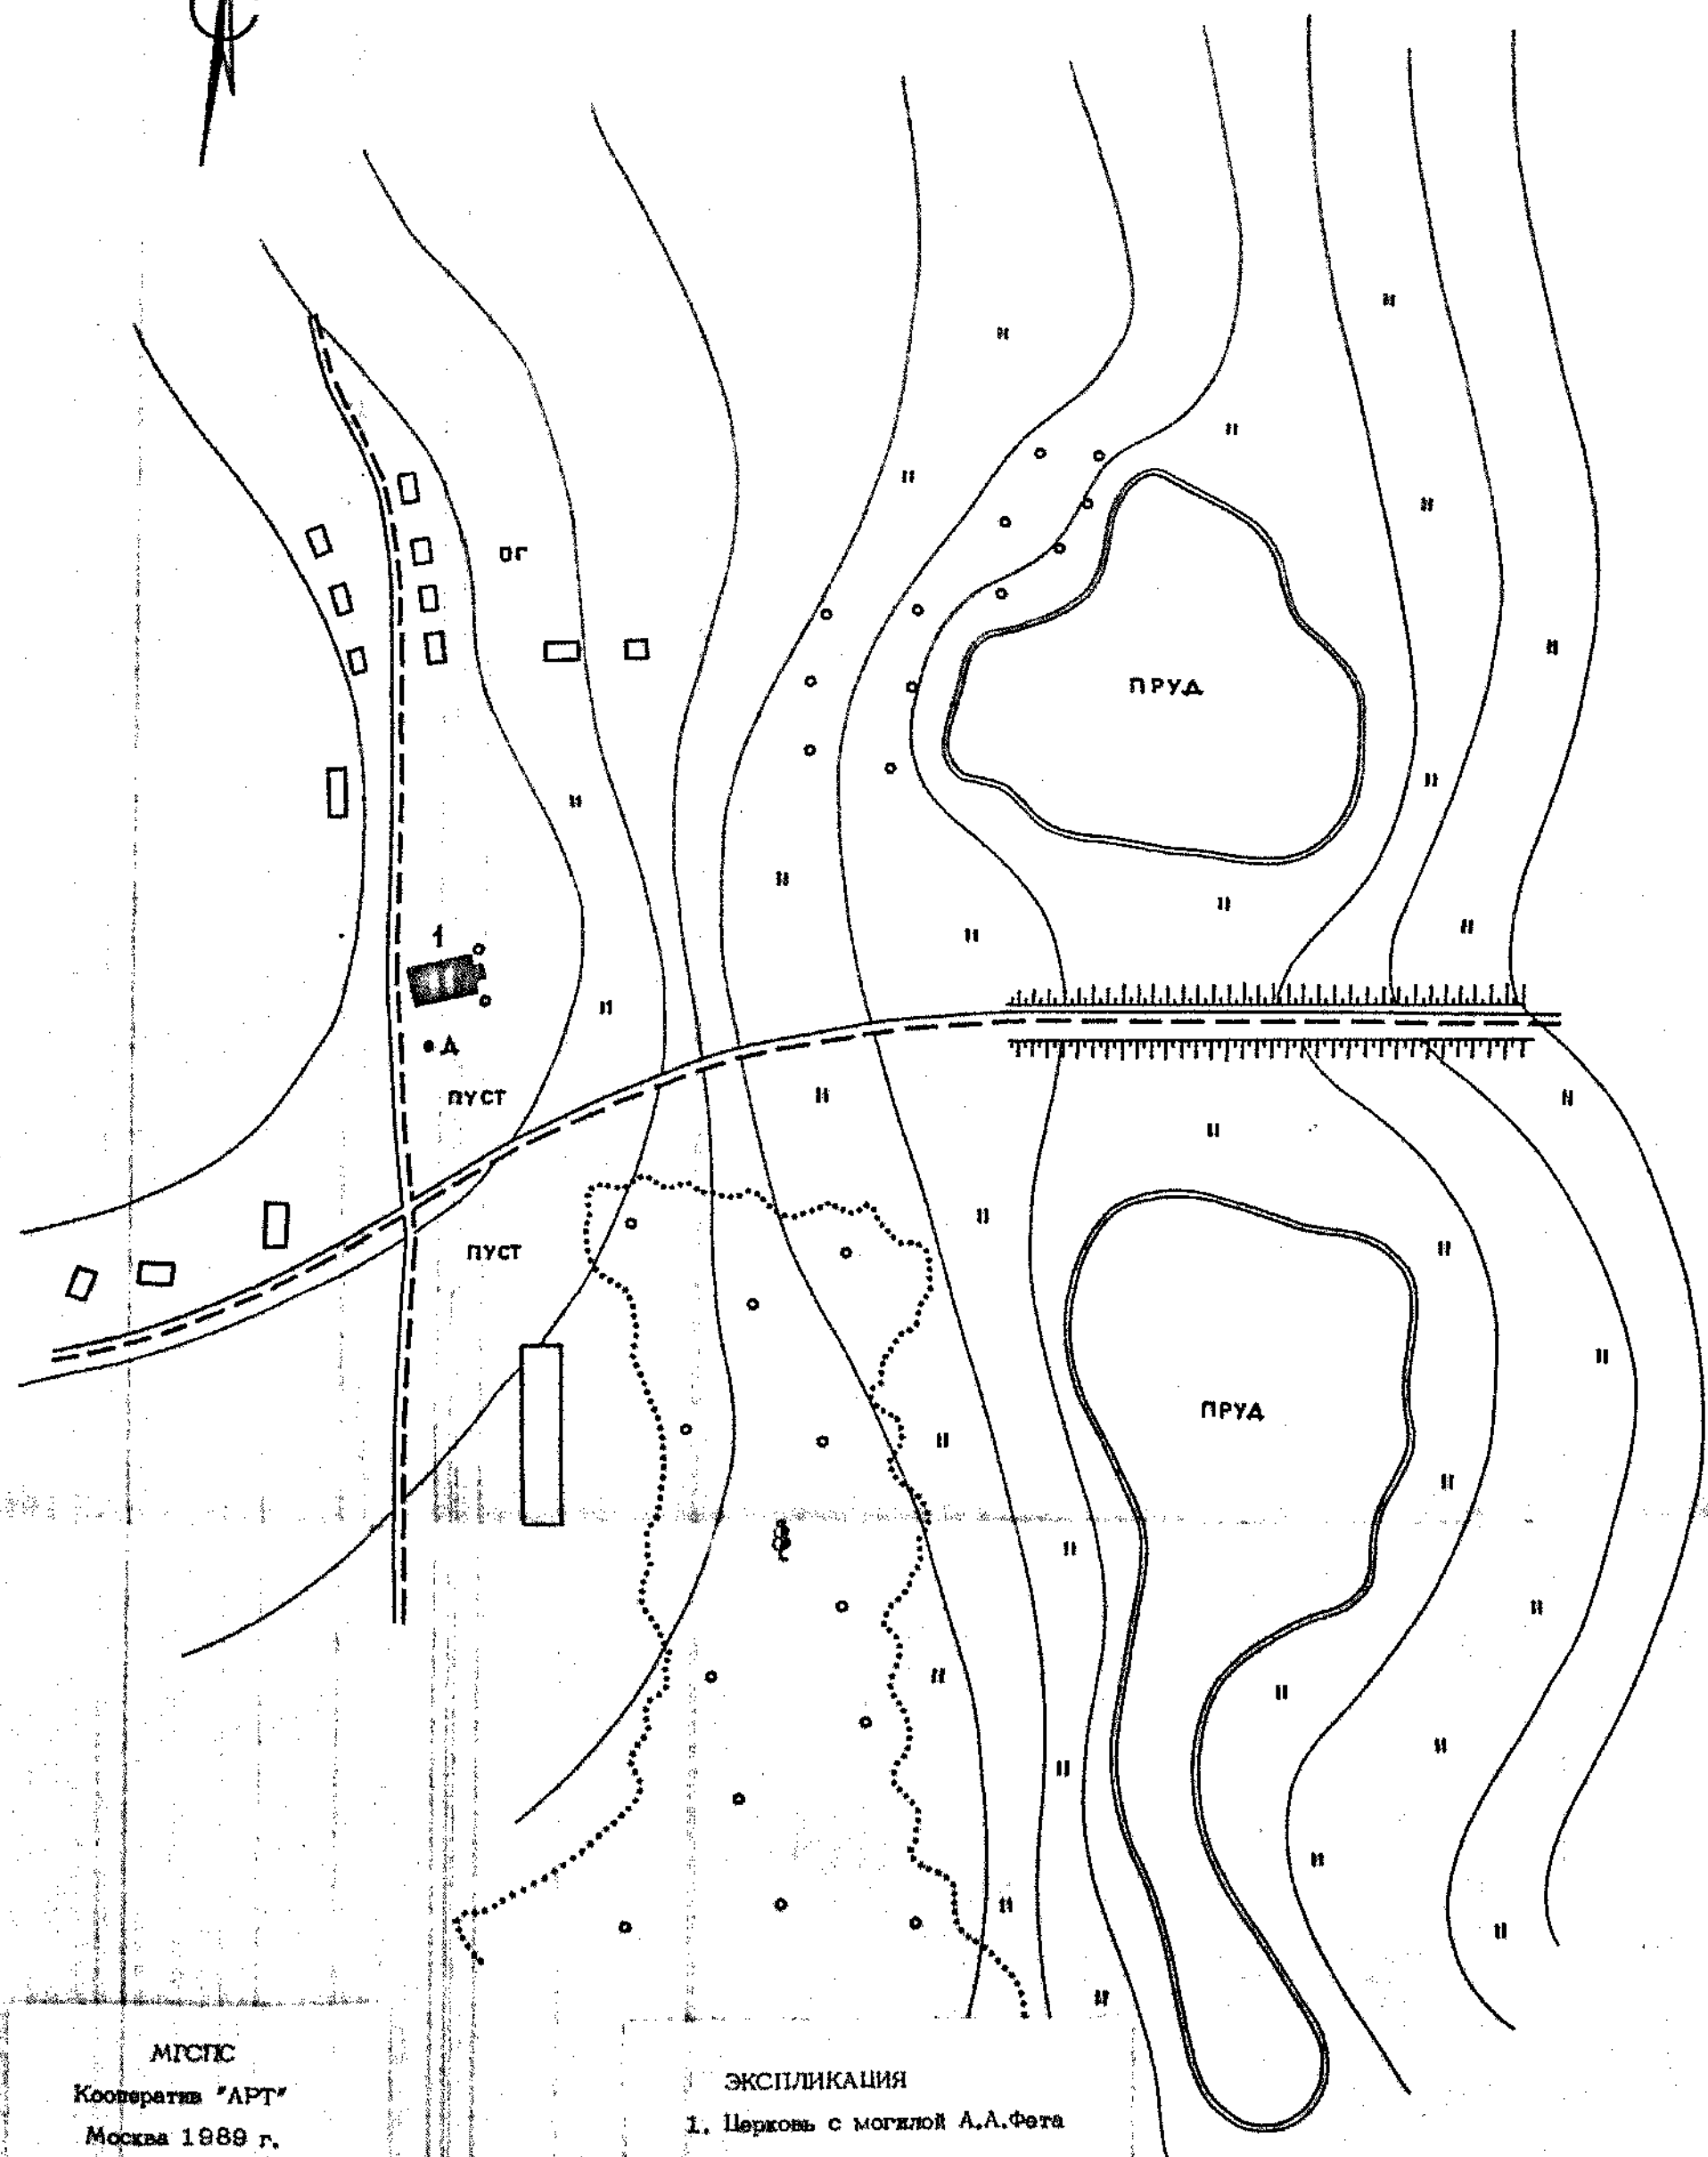 ОГ
ПРУД
1
Д
ПУСТ
ПУСТ
ПРУД
МГСПС
Кооператив "АРТ"
Москва 1989 г.
ЭКСПЛИКАЦИЯ
1. Церковь с могилой А.А.Фета